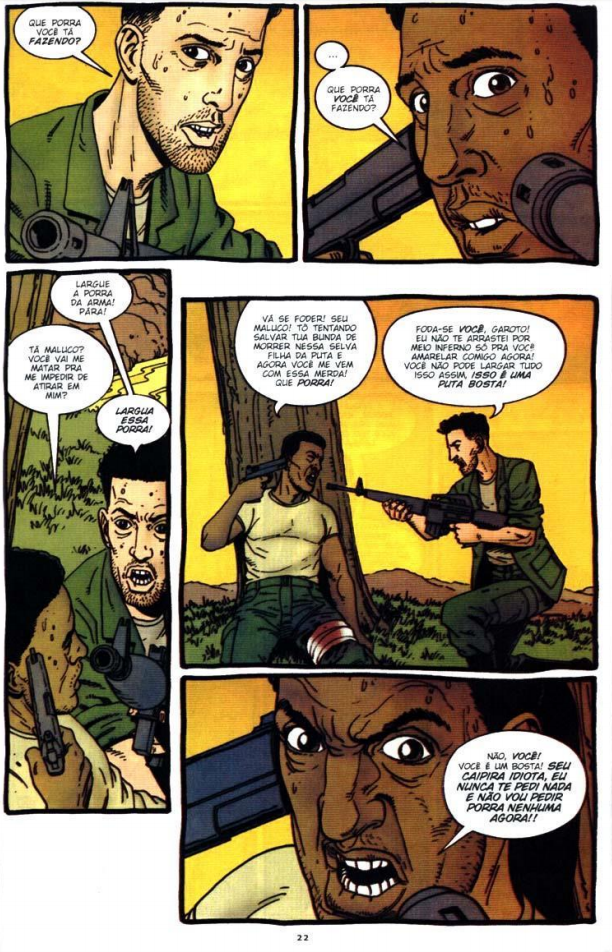 QUE PORRA
VOCÊ TÁ
FAZENDO?
...
QUE PORRA
VOCÊ TÁ
FAZENDO?
LARGUE
A PORRA
DA ARMA!
PÁRA!
TÁ MALUCO?
VOCÊ VAI ME
MATAR PRA
ME IMPEDIR DE
ATIRAR EM
MIM?
LARGUA
ESSA
PORRA!
VÁ SE FODER! SEU
MALUCO! TÔ TENTANDO
SALVAR TUA BUNDA DE
MORRER NESSA SELVA
FILHA DA PUTA E
AGORA VOCÊ ME VEM
COM ESSA MERDA!
QUE PORRA!
FODA-SE VOCÊ, GAROTO!
EU NÃO TE ARRASTEI POR
MEIO INFERNO SÓ PRA VOCÊ
AMARELAR COMIGO AGORA!
VOCÊ NÃO PODE LARGAR TUDO
ISSO ASSIM, ISSO É UMA
PUTA BOSTA!
NÃO, VOCÊ!
VOCÊ É UM BOSTA! SEU
CAIPIRA IDIOTA, EU
NUNCA TE PEDI NADA
E NÃO VOU PEDIR
PORRA NENHUMA
AGORA!!
22